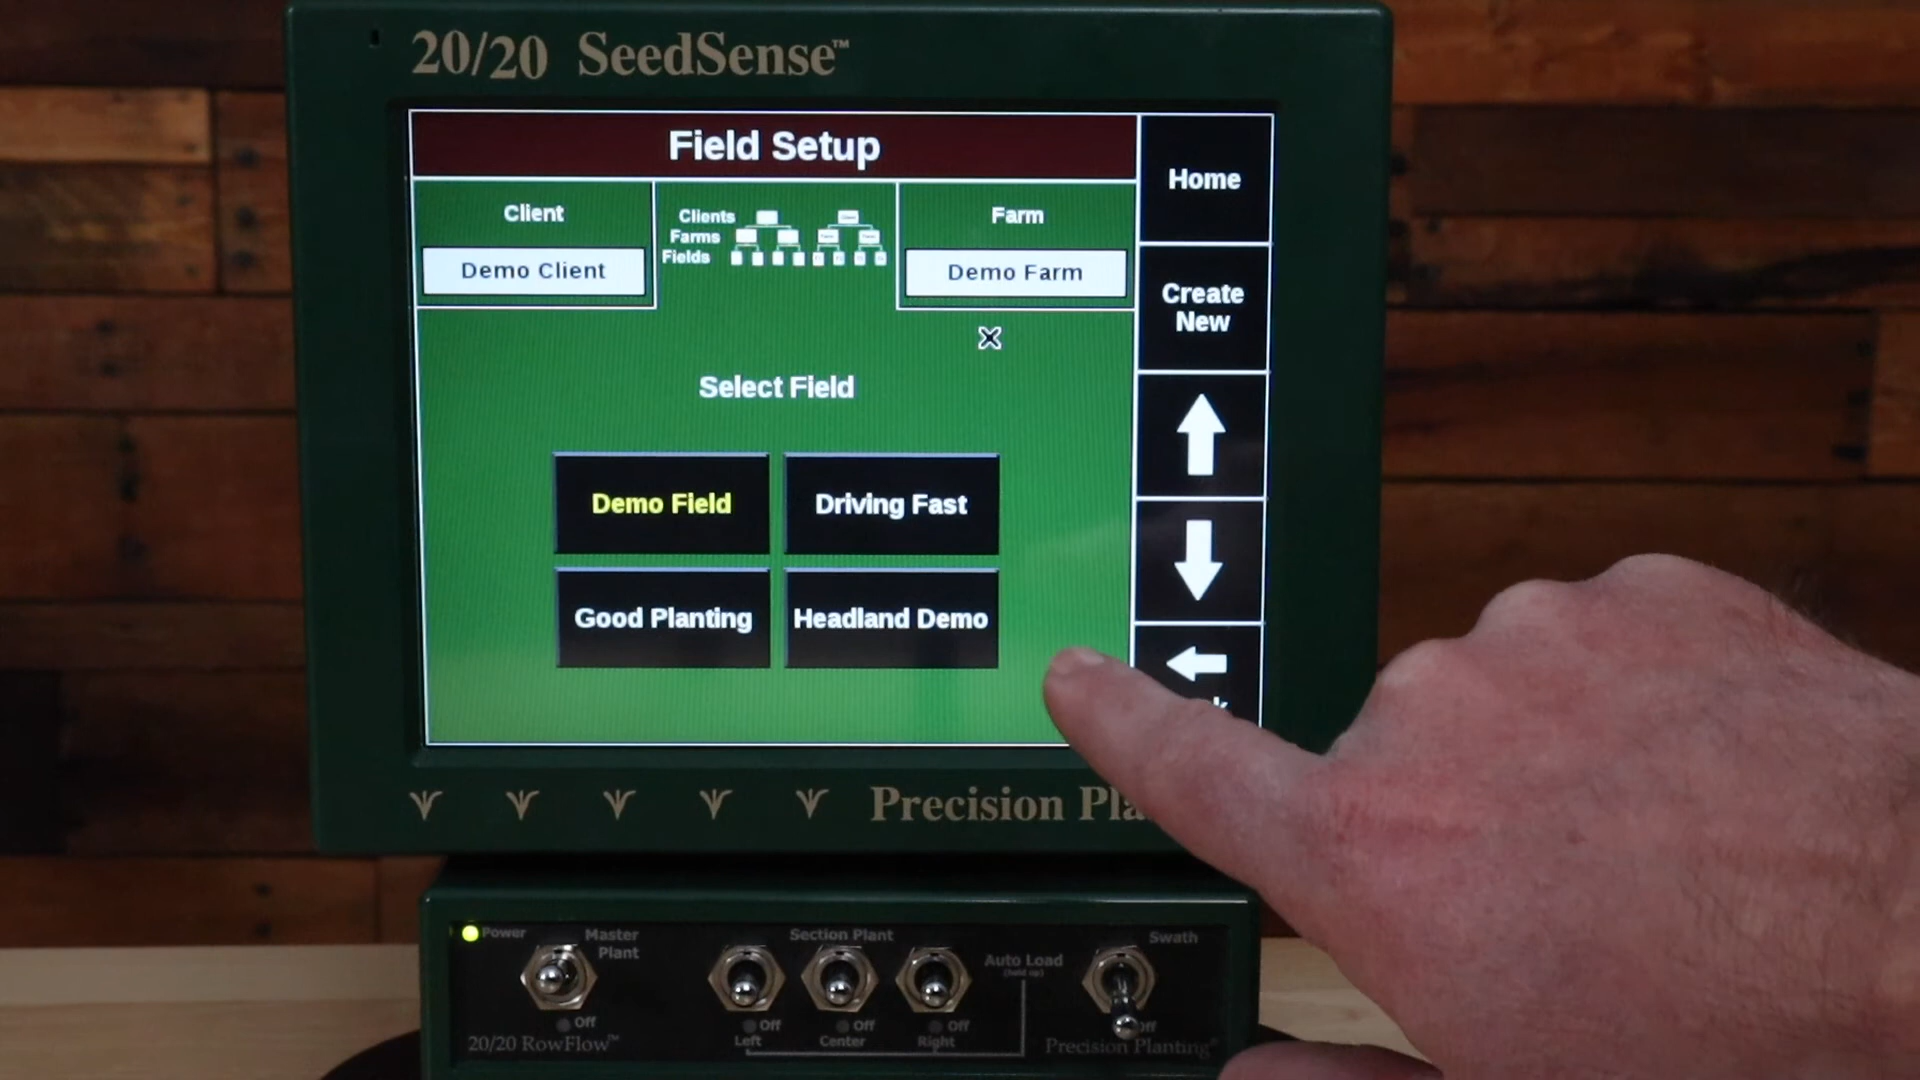 20/20 SeedSense™
Field Setup
Client
Demo Client
Clients
Farms
Fields
Farm
Demo Farm
Home
Create
New
Select Field
Demo Field
Driving Fast
Good Planting
Headland Demo
Precision
Power
Master
Plant
Off
20/20 RowFlow™
Section Plant
Off
Off
Off
Left
Center
Right
Auto Load
(hold up)
Swath
Off
Precision Planting®